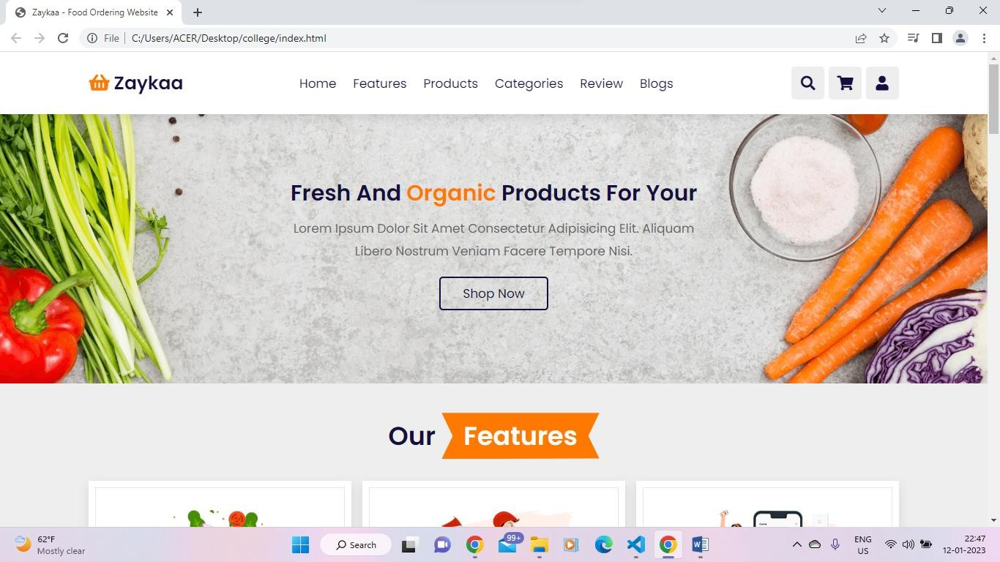 Zaykaa - Food Ordering Website
File C:/Users/ACER/Desktop/college/index.html
Zaykaa Home Features Products Categories Review Blogs
Fresh And Organic Products For Your
Lorem Ipsum Dolor Sit Amet Consectetur Adipisicing Elit. Aliquam
Libero Nostrum Veniam Facere Tempore Nisi.
Shop Now
Our Features
62°F
Mostly clear
Search
99+
ENG
US
22:47
12-01-2023